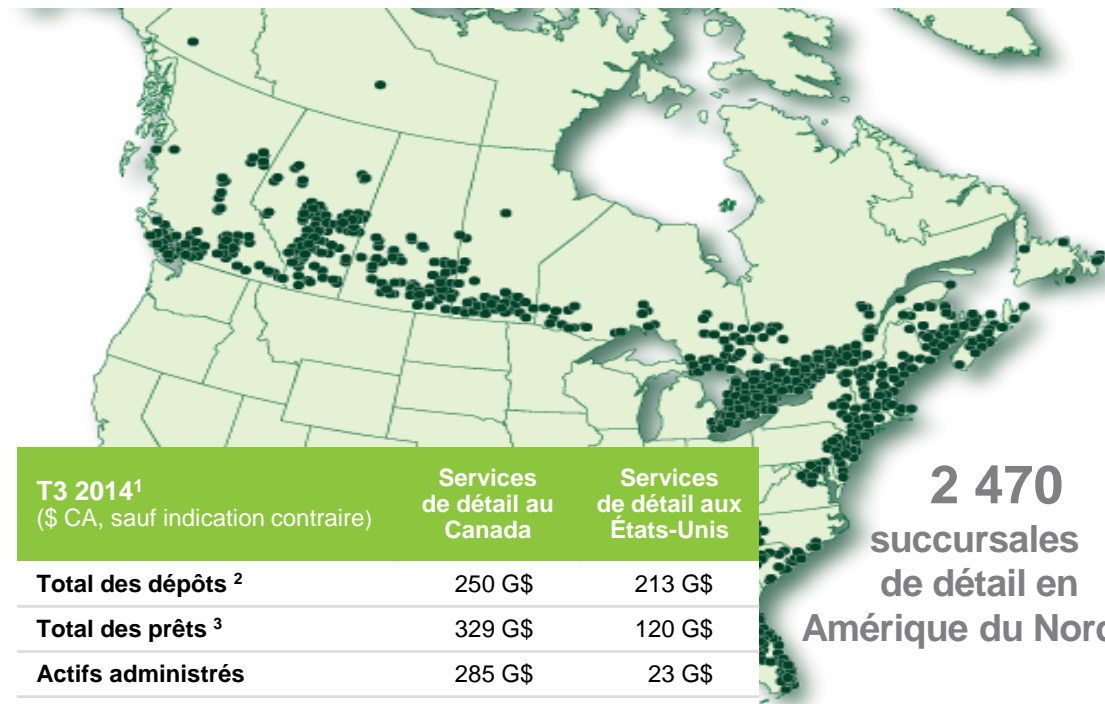 T3 2014¹
($ CA, sauf indication contraire)
Services
de détail au
Canada
Services
de détail aux
États-Unis
Total des dépôts ² 250 G$ 213 G$
Total des prêts ³ 329 G$ 120 G$
Actifs administrés 285 G$ 23 G$
2 470
succursales
de détail en
Amérique du Nord